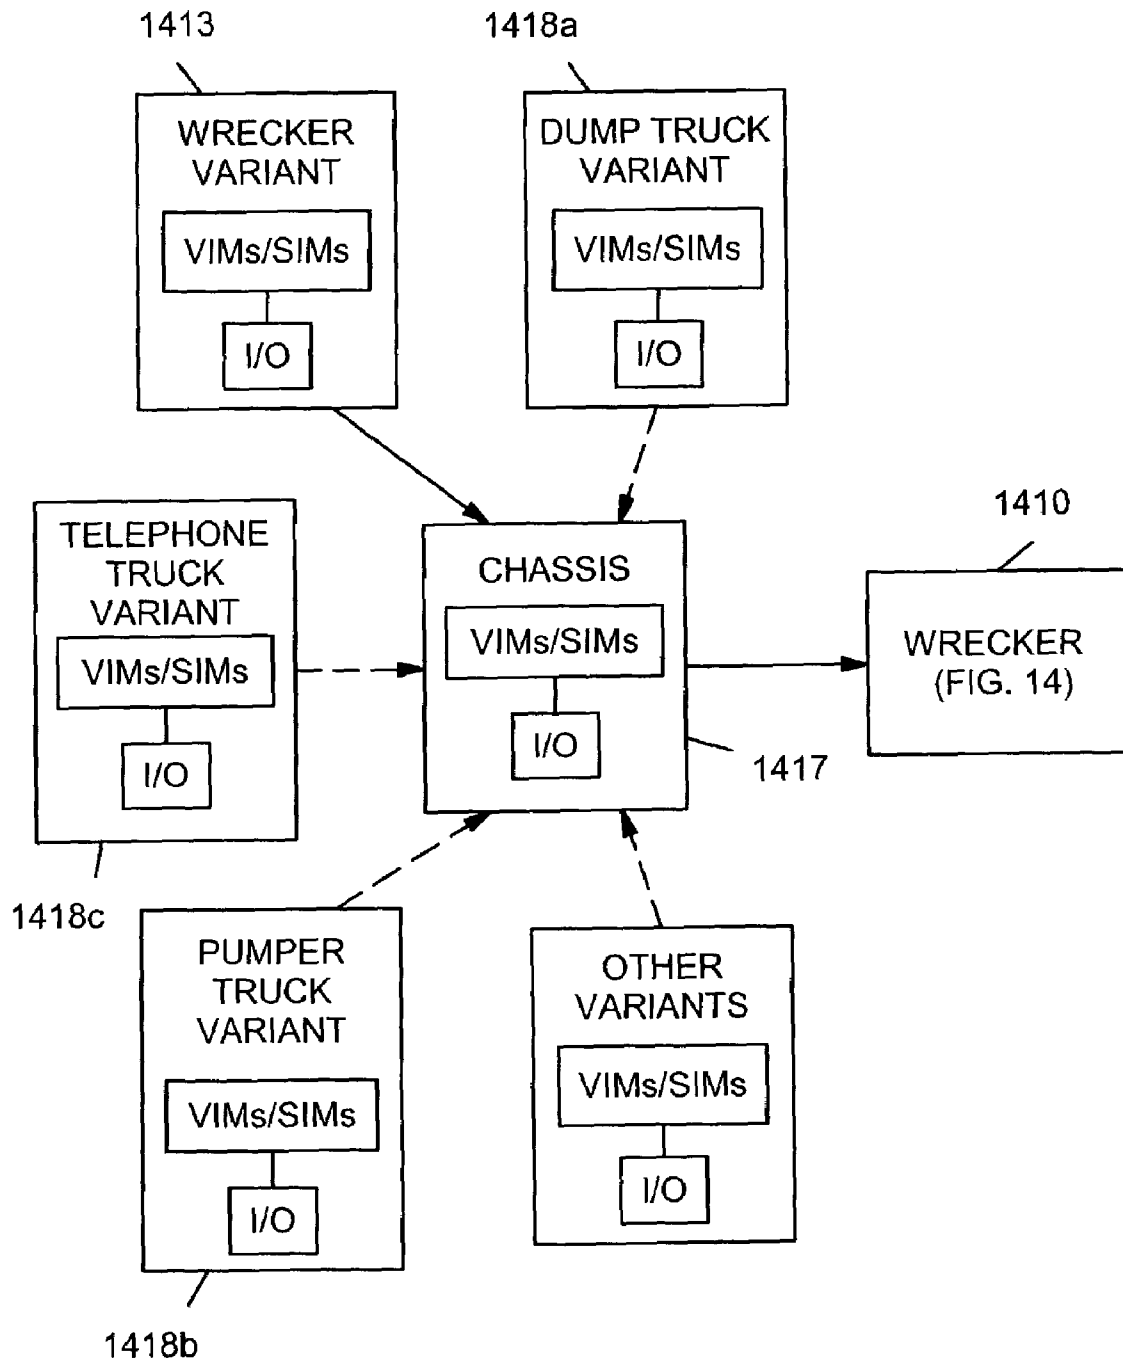 1413
WRECKER
VARIANT
VIMs/SIMs
I/O
1418a
DUMP TRUCK
VARIANT
VIMs/SIMs
I/O
TELEPHONE
TRUCK
VARIANT
VIMs/SIMs
I/O
1418c
CHASSIS
VIMs/SIMs
I/O
1417
1410
WRECKER
(FIG. 14)
PUMPER
TRUCK
VARIANT
VIMs/SIMs
I/O
1418b
OTHER
VARIANTS
VIMs/SIMs
I/O